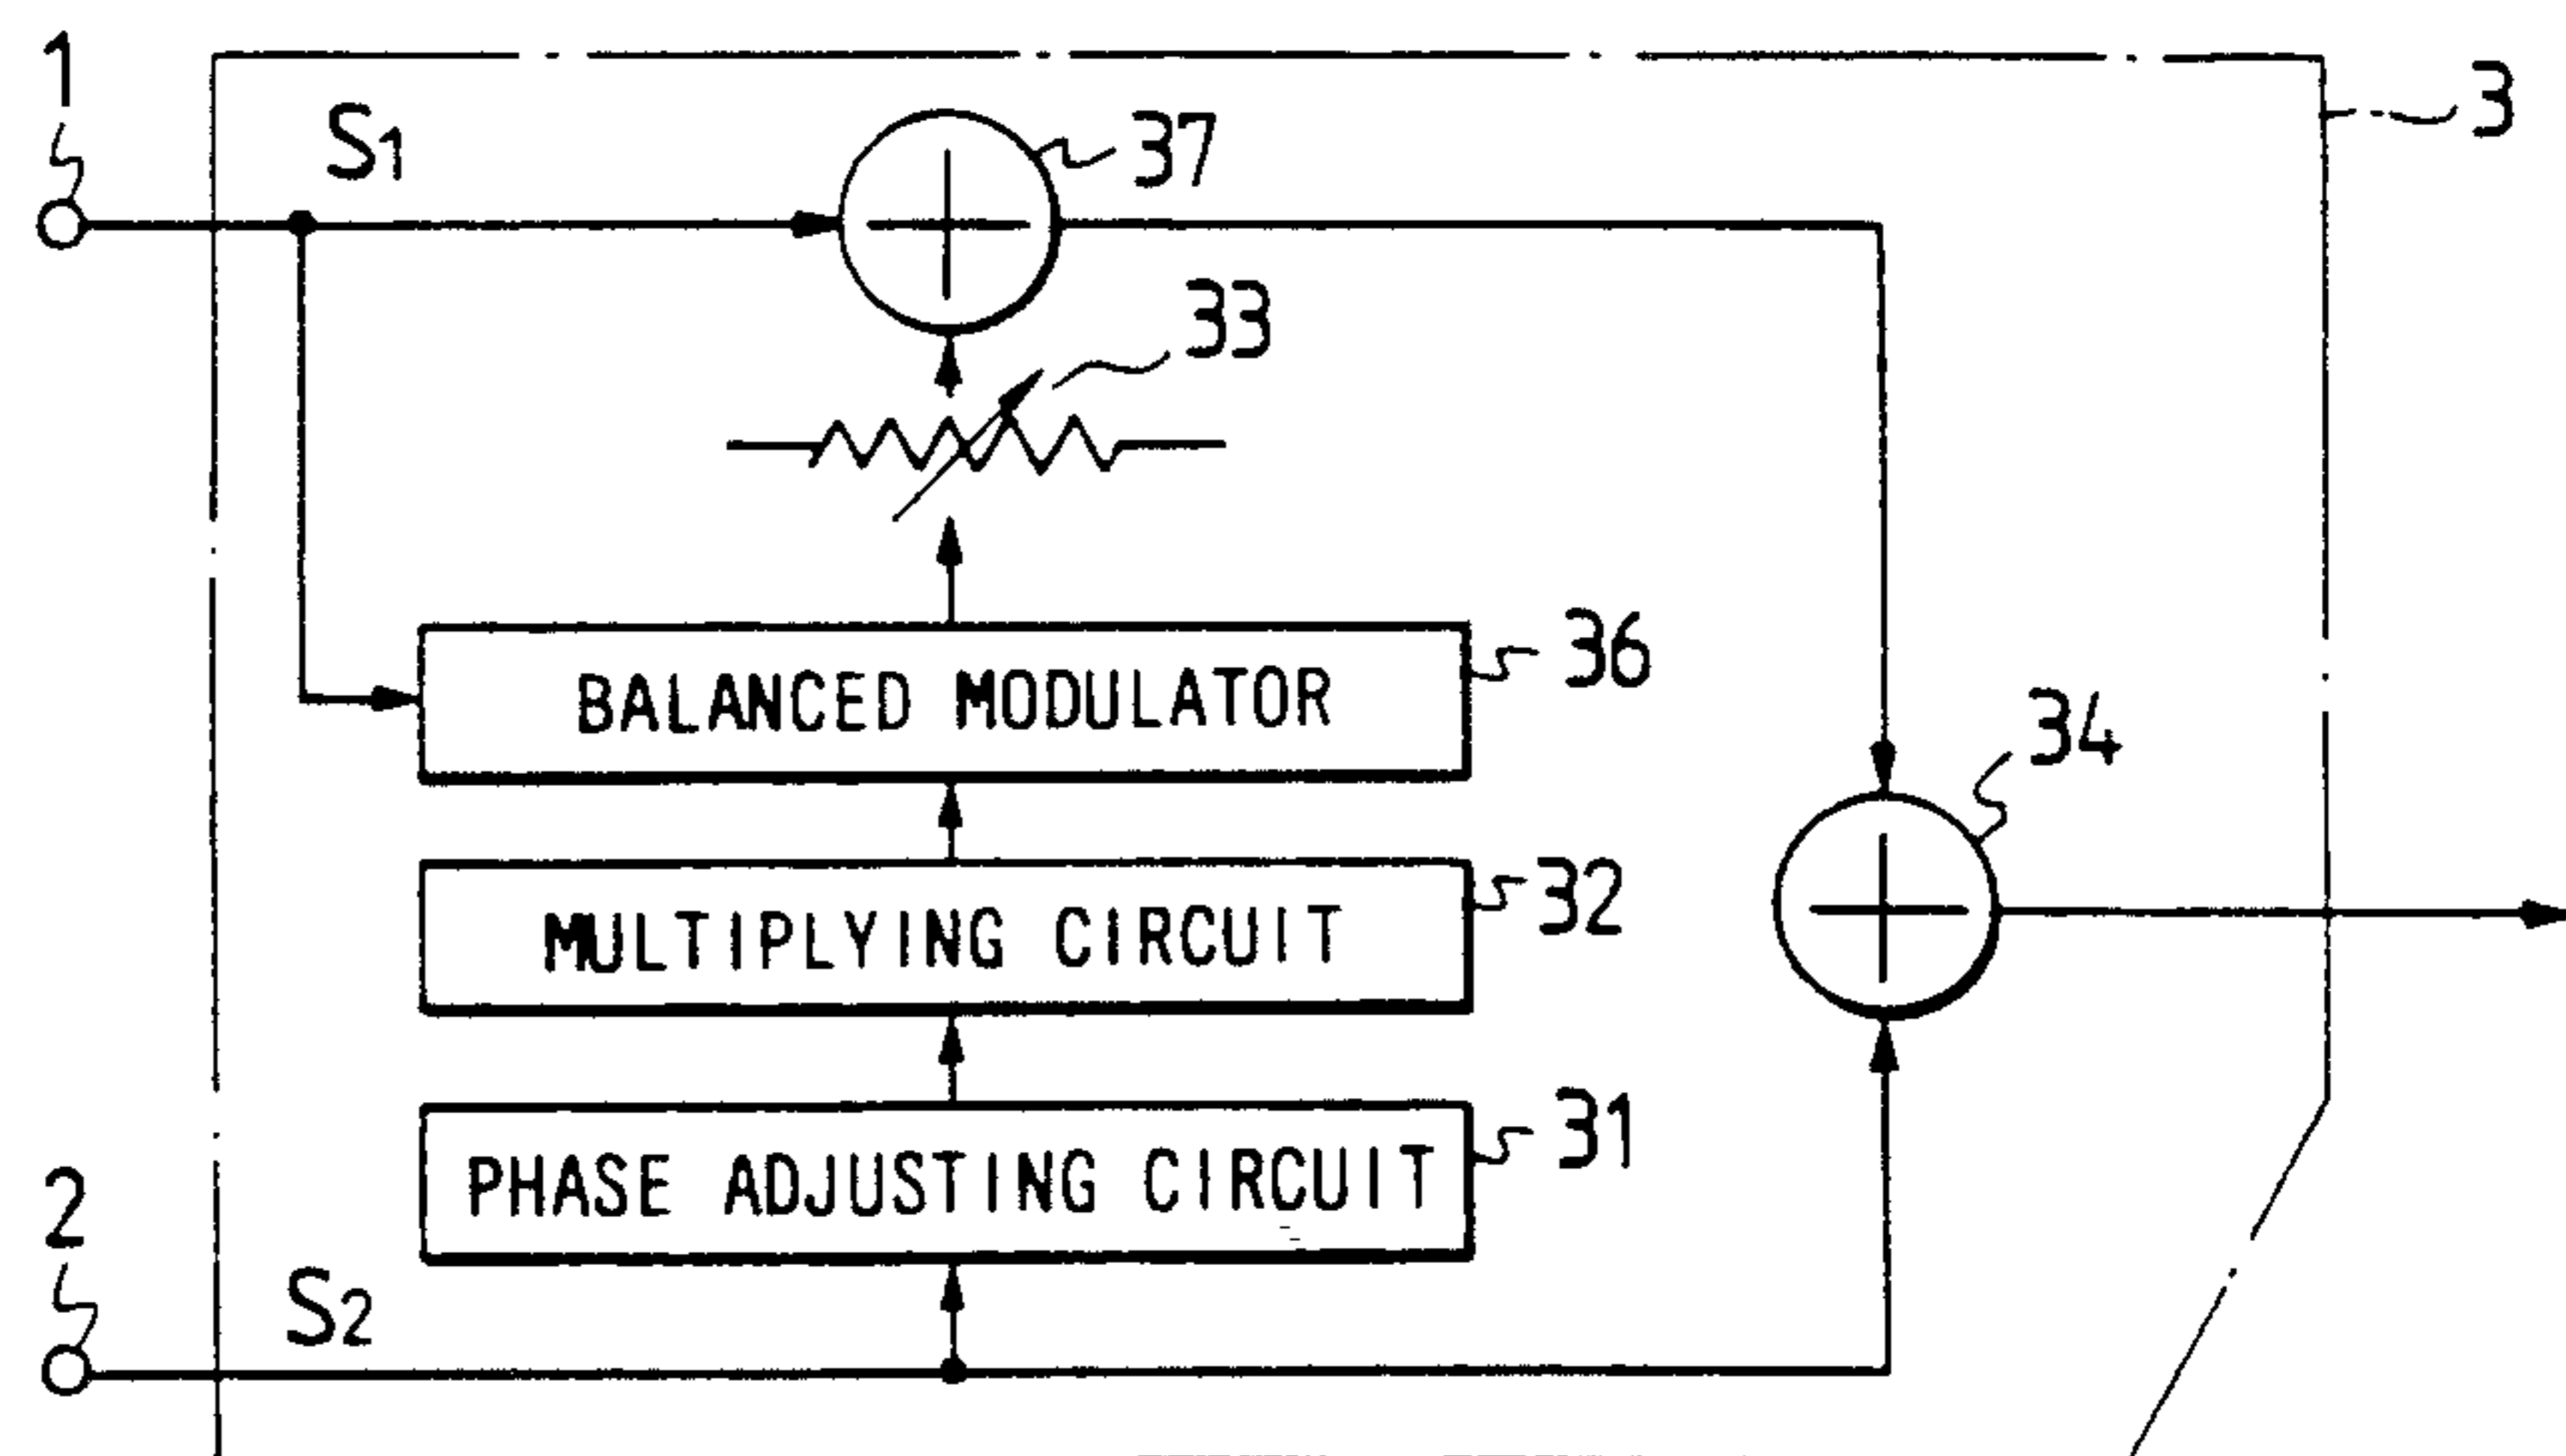 1
3
S1
37
33
36
BALANCED MODULATOR
34
32
MULTIPLYING CIRCUIT
31
PHASE ADJUSTING CIRCUIT
2
S2